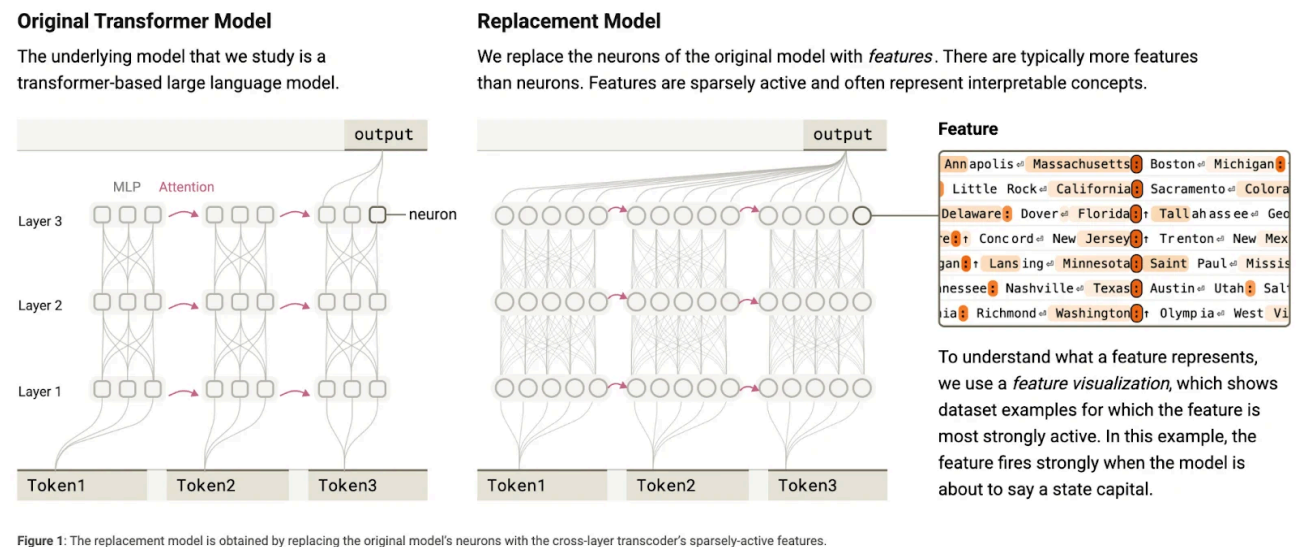 Original Transformer Model
The underlying model that we study is a
transformer-based large language model.
Replacement Model
We replace the neurons of the original model with features. There are typically more features
than neurons. Features are sparsely active and often represent interpretable concepts.
output
MLP Attention
Layer 3
neuron
Layer 2
Layer 1
Token1 Token2 Token3
output
Token1 Token2 Token3
Feature
Annapolis⏎ Massachusetts: Boston⏎ Michigan:
Little Rock⏎ California: Sacramento⏎ Colora
Delaware: Dover⏎ Florida:↑ Tallahassee⏎ Geo
re:↑ Concord⏎ New Jersey:↑ Trenton⏎ New Mex
gan:↑ Lansing⏎ Minnesota: Saint Paul⏎ Missis
nnessee: Nashville⏎ Texas: Austin⏎ Utah: Sal
ia: Richmond⏎ Washington:↑ Olympia⏎ West Vi
To understand what a feature represents,
we use a feature visualization, which shows
dataset examples for which the feature is
most strongly active. In this example, the
feature fires strongly when the model is
about to say a state capital.
Figure 1: The replacement model is obtained by replacing the original model's neurons with the cross-layer transcoder's sparsely-active features.